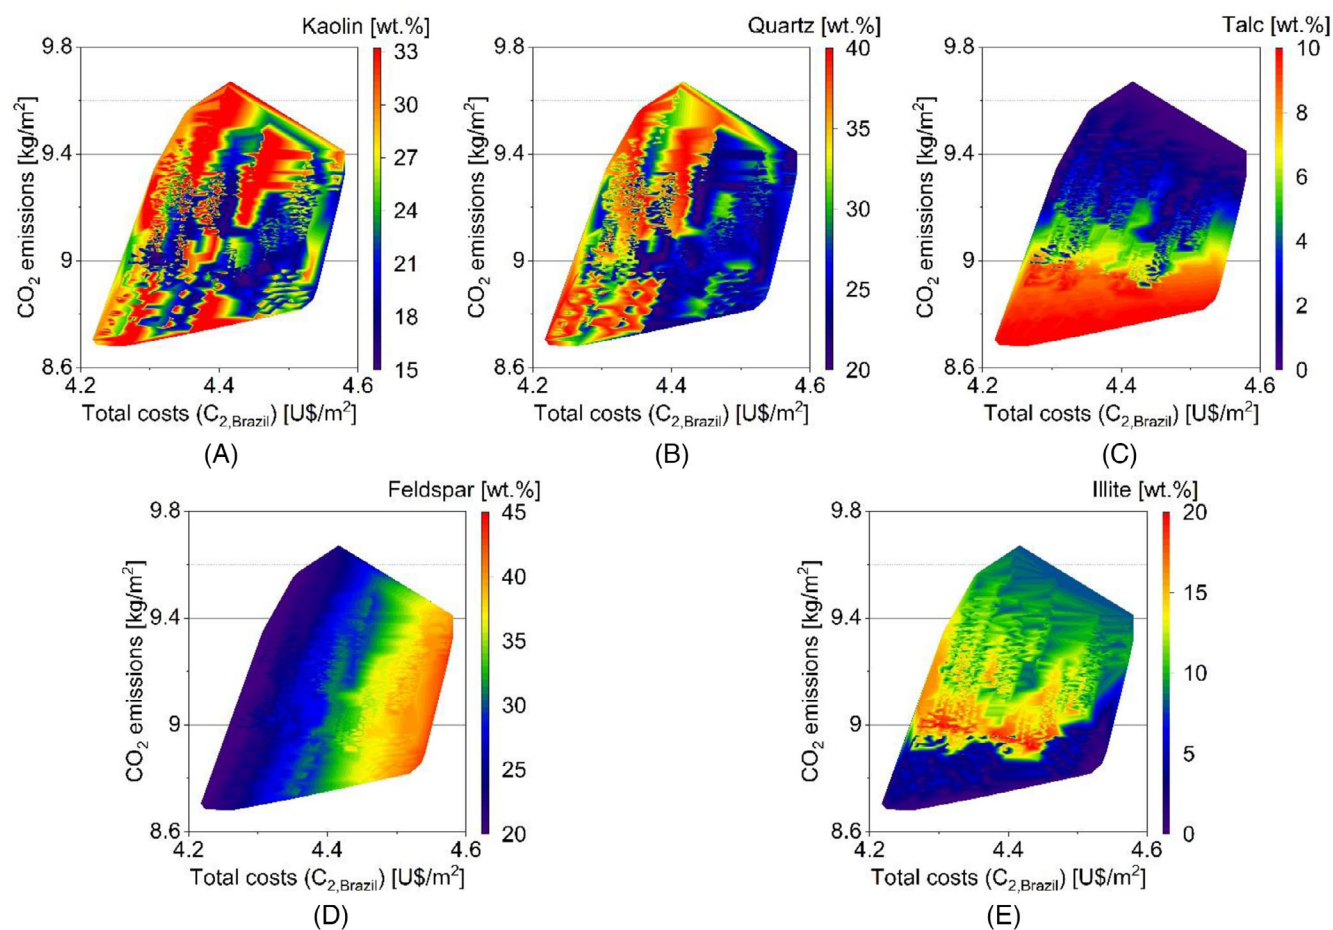 Kaolin [wt.%]
9.8
9.4
9
8.6
CO₂ emissions [kg/m²]
33
30
27
24
21
18
15
4.2 4.4 4.6
Total costs (C₂,Brazil) [U$/m²]
(A)
Quartz [wt.%]
9.8
9.4
9
8.6
CO₂ emissions [kg/m²]
40
35
30
25
20
4.2 4.4 4.6
Total costs (C₂,Brazil) [U$/m²]
(B)
Talc [wt.%]
9.8
9.4
9
8.6
CO₂ emissions [kg/m²]
10
8
6
4
2
0
4.2 4.4 4.6
Total costs (C₂,Brazil) [U$/m²]
(C)
Feldspar [wt.%]
9.8
9.4
9
8.6
CO₂ emissions [kg/m²]
45
40
35
30
25
20
4.2 4.4 4.6
Total costs (C₂,Brazil) [U$/m²]
(D)
Illite [wt.%]
9.8
9.4
9
8.6
CO₂ emissions [kg/m²]
20
15
10
5
0
4.2 4.4 4.6
Total costs (C₂,Brazil) [U$/m²]
(E)